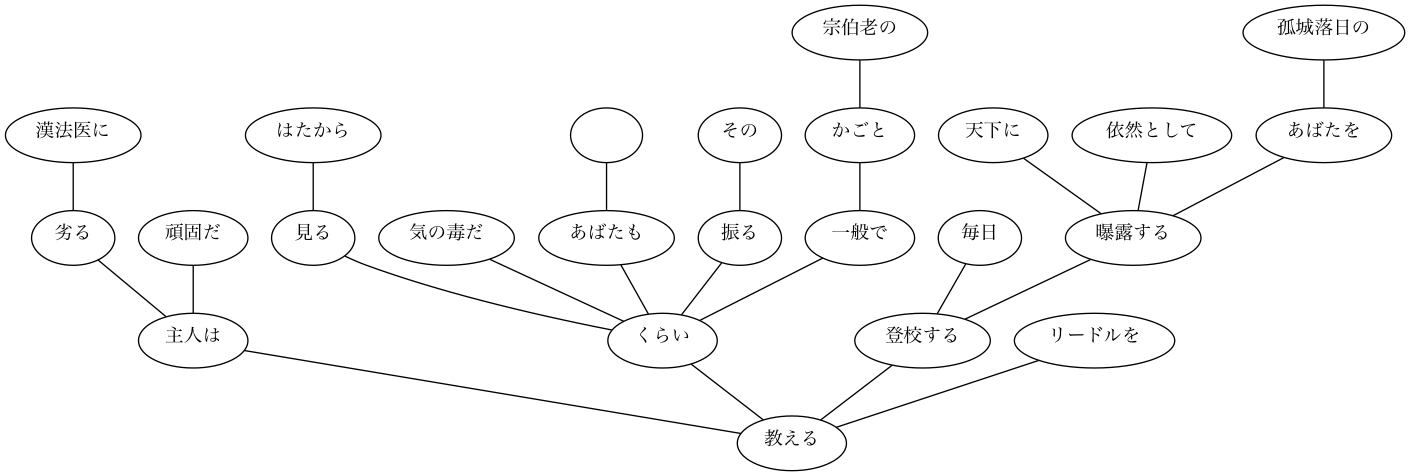 宗伯老の
孤城落日の
漢法医に
はたから
その
かごと
天下に
依然として
あばたを
劣る
頑固だ
見る
気の毒だ
あばたも
振る
一般で
毎日
曝露する
主人は
くらい
登校する
リードルを
教える